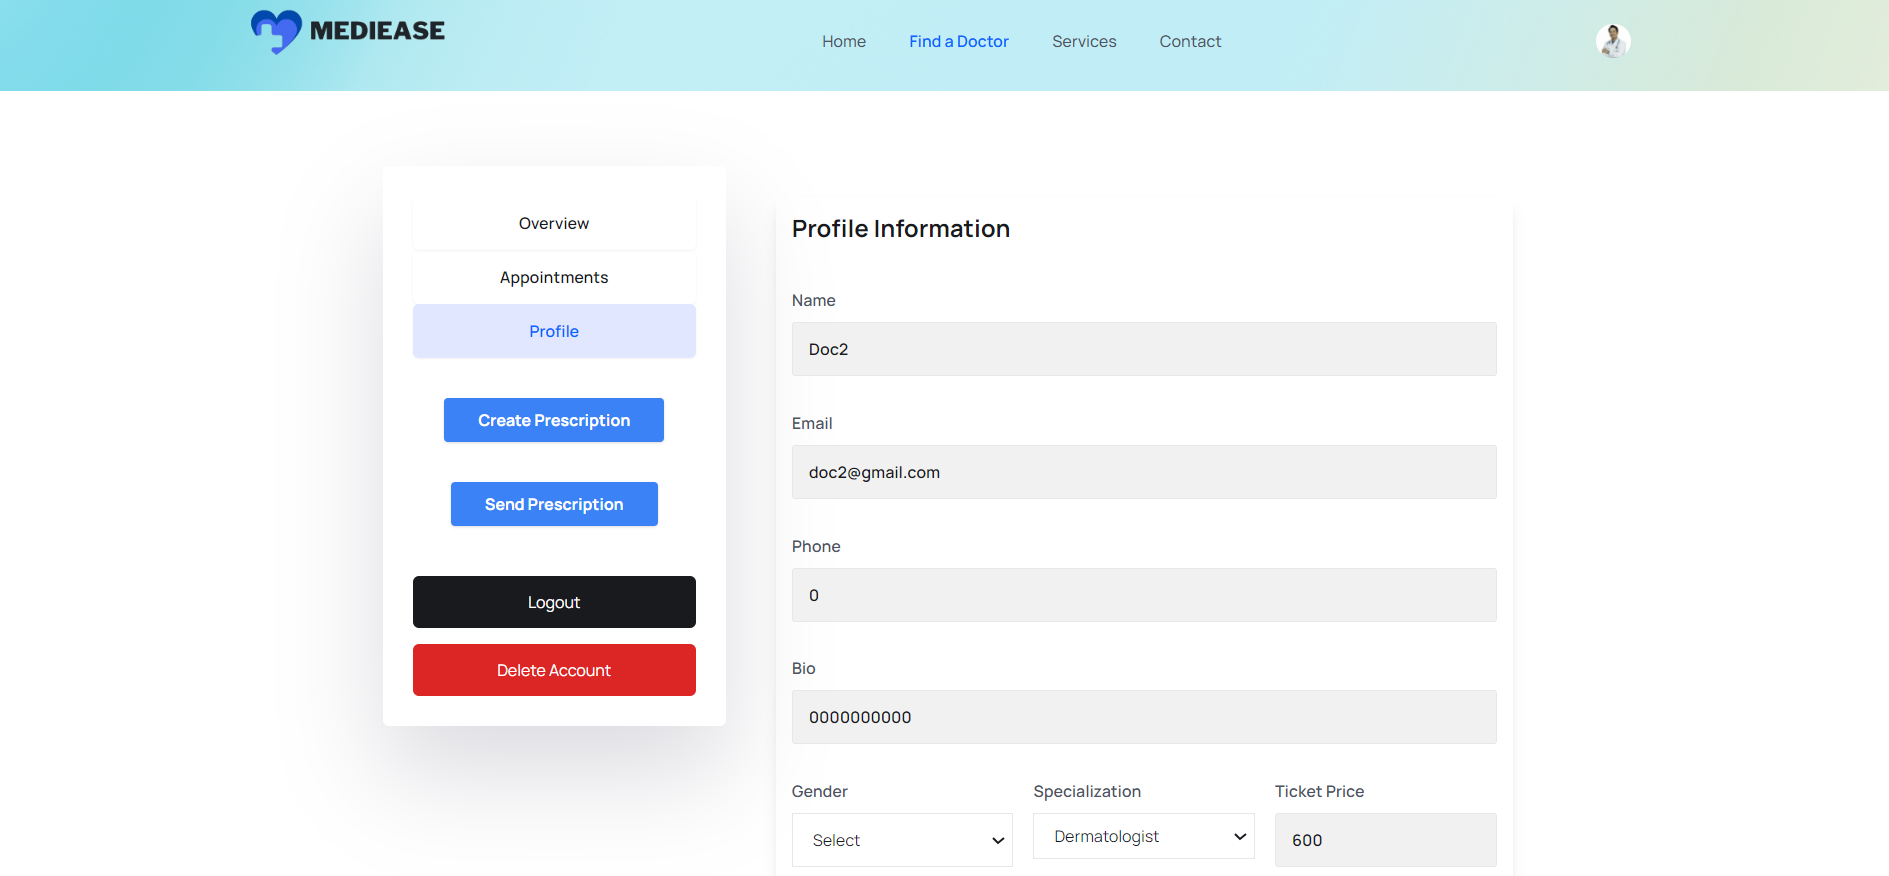 MEDIEASE
Home
Find a Doctor
Services
Contact
Overview
Appointments
Profile
Create Prescription
Send Prescription
Logout
Delete Account
Profile Information
Name
Doc2
Email
doc2@gmail.com
Phone
0
Bio
0000000000
Gender
Specialization
Ticket Price
Select
Dermatologist
600